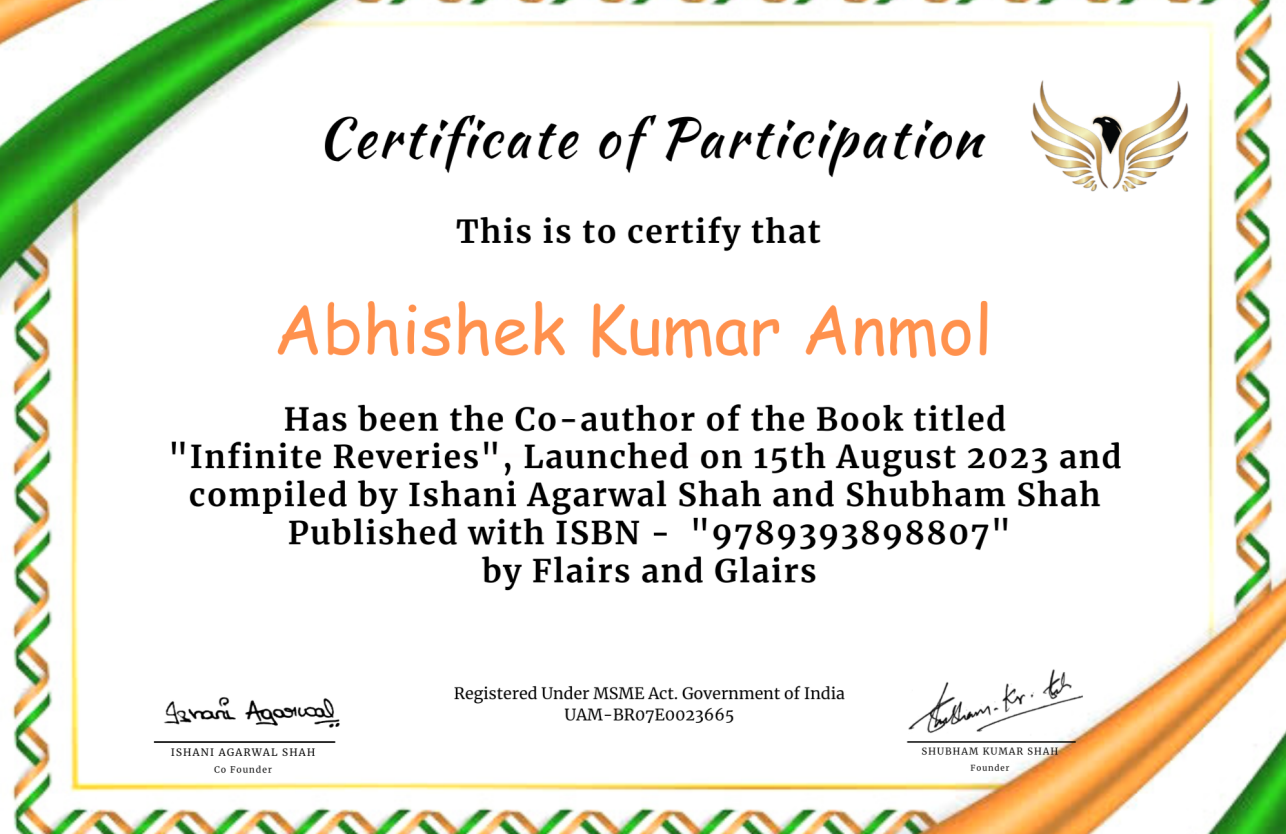 Certificate of Participation
This is to certify that
Abhishek Kumar Anmol
Has been the Co-author of the Book titled
"Infinite Reveries", Launched on 15th August 2023 and
compiled by Ishani Agarwal Shah and Shubham Shah
Published with ISBN - "9789393898807"
by Flairs and Glairs
Registered Under MSME Act. Government of India
UAM-BR07E0023665
Ishani Agarwal
ISHANI AGARWAL SHAH
Co Founder
Shubham. Kr. Sah
SHUBHAM KUMAR SHAH
Founder